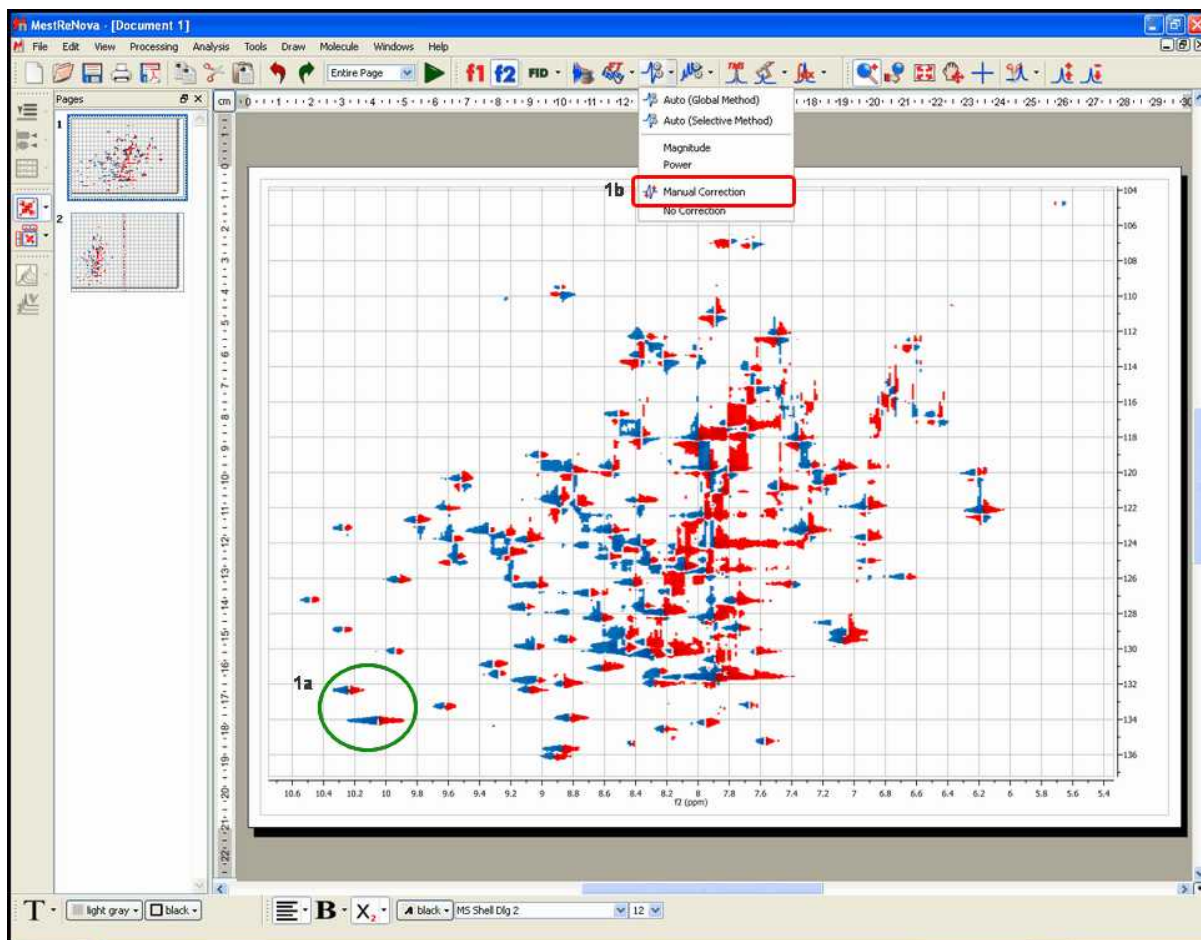 MestReNova - [Document 1]
File Edit View Processing Analysis Tools Draw Molecule Windows Help
Entire Page f1 f2 FID TMS
Pages
cm
Auto (Global Method)
Auto (Selective Method)
Magnitude
Power
1b Manual Correction
No Correction
1
2
104
108
108
110
112
114
116
118
120
122
124
126
128
130
132
134
136
1a
10.6 10.4 10.2 10 9.8 9.6 9.4 9.2 9 8.8 8.6 8.4 8.2 8 7.8 7.6 7.4 7.2 7 6.8 6.6 6.4 6.2 6 5.8 5.6 5.4
f2 (ppm)
T light gray black B X2 A black MS Shell Dlg 2 12